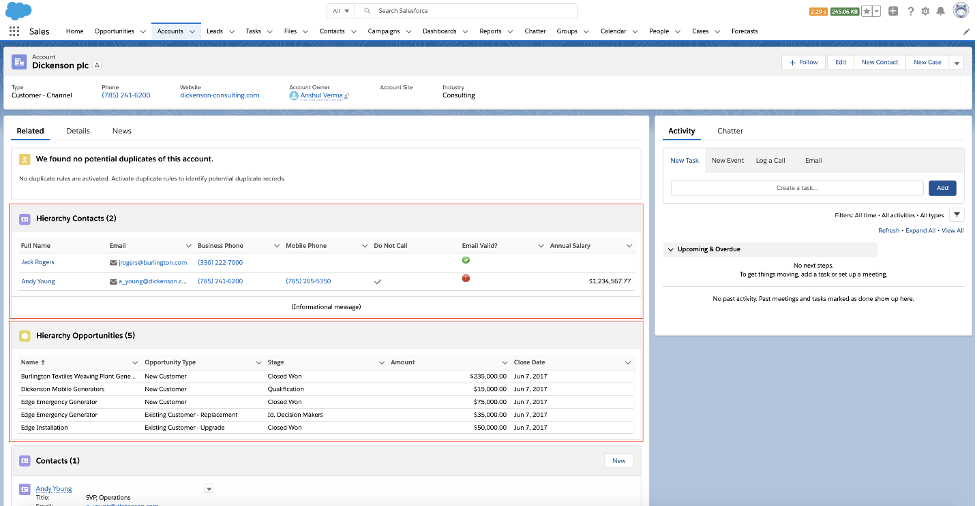 All Search Salesforce 2.29 s 245.06 KB
Sales Home Opportunities Accounts Leads Tasks Files Contacts Campaigns Dashboards Reports Chatter Groups Calendar People Cases Forecasts
Account
Dickenson plc
Follow Edit New Contact New Case
Type Phone Website Account Owner Account Site Industry
Customer - Channel (785) 241-6200 dickenson-consulting.com Anshul Verma Consulting
Related Details News
We found no potential duplicates of this account.
No duplicate rules are activated. Activate duplicate rules to identify potential duplicate records.
Hierarchy Contacts (2)
Full Name Email Business Phone Mobile Phone Do Not Call Email Valid? Annual Salary
Jack Rogers jrogers@burlington.com (336) 222-7000
Andy Young a_young@dickenson.c... (785) 241-6200 (785) 265-5350 $1,234,567.77
(Informational message)
Hierarchy Opportunities (5)
Name Opportunity Type Stage Amount Close Date
Burlington Textiles Weaving Plant Gene... New Customer Closed Won $235,000.00 Jun 7, 2017
Dickenson Mobile Generators New Customer Qualification $15,000.00 Jun 7, 2017
Edge Emergency Generator New Customer Closed Won $75,000.00 Jun 7, 2017
Edge Emergency Generator Existing Customer - Replacement Id. Decision Makers $35,000.00 Jun 7, 2017
Edge Installation Existing Customer - Upgrade Closed Won $50,000.00 Jun 7, 2017
Contacts (1) New
Andy Young
Title: SVP, Operations
Activity Chatter
New Task New Event Log a Call Email
Create a task... Add
Filters: All time • All activities • All types
Refresh • Expand All • View All
Upcoming & Overdue
No next steps.
To get things moving, add a task or set up a meeting.
No past activity. Past meetings and tasks marked as done show up here.